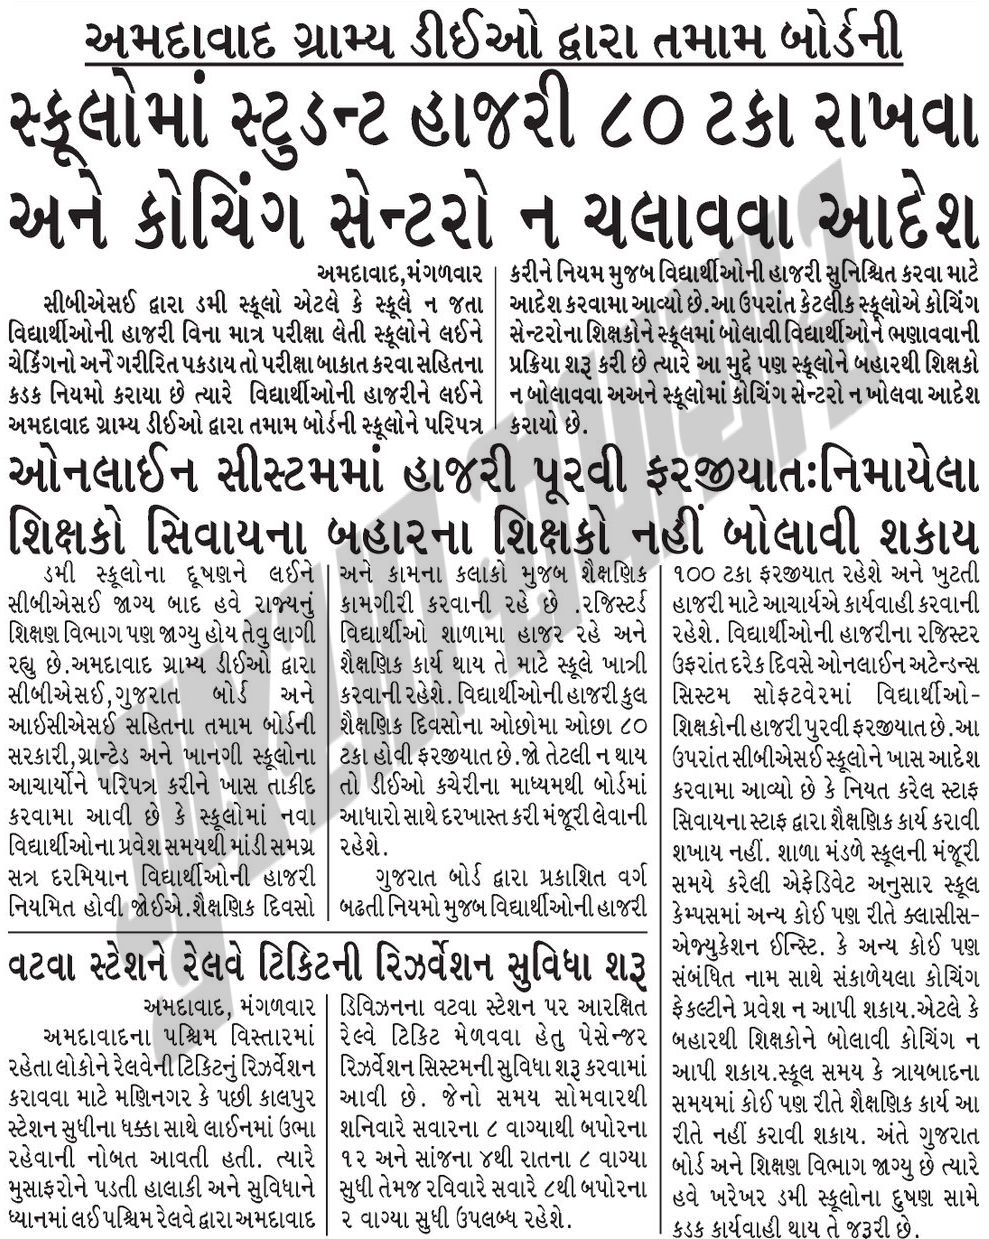 અમદાવાદ ગ્રામ્ય ડીઈઓ દ્વારા તમામ બોર્ડની
સ્કૂલોમાં સ્ટુડન્ટ હાજરી ૮૦ ટકા રાખવા
અને કોચિંગ સેન્ટરો ન ચલાવવા આદેશ
અમદાવાદ,મંગળવાર
સીબીએસઈ દ્વારા ડમી સ્કૂલો એટલે કે સ્કૂલે ન જતા
વિદ્યાર્થીઓની હાજરી વિના માત્ર પરીક્ષા લેતી સ્કૂલોને લઈને
ચેકિંગનો અને ગરીરિત પકડાય તો પરીક્ષા બાકાત કરવા સહિતના
કડક નિયમો કરાયા છે ત્યારે વિદ્યાર્થીઓની હાજરીને લઈને
અમદાવાદ ગ્રામ્ય ડીઈઓ દ્વારા તમામ બોર્ડની સ્કૂલોને પરિપત્ર
કરીને નિયમ મુજબ વિદ્યાર્થીઓની હાજરી સુનિશ્ચિત કરવા માટે
આદેશ કરવામા આવ્યો છે.આ ઉપરાંત કેટલીક સ્કૂલોએ કોચિંગ
સેન્ટરોના શિક્ષકોને સ્કૂલમાં બોલાવી વિદ્યાર્થીઓને ભણાવવાની
પ્રક્રિયા શરૂ કરી છે ત્યારે આ મુદ્દે પણ સ્કૂલોને બહારથી શિક્ષકો
ન બોલાવવા અઅને સ્કૂલોમાં કોચિંગ સેન્ટરો ન ખોલવા આદેશ
કરાયો છે.
ઓનલાઈન સીસ્ટમમાં હાજરી પૂરવી ફરજીયાત:નિમાયેલા
શિક્ષકો સિવાયના બહારના શિક્ષકો નહીં બોલાવી શકાય
ડમી સ્કૂલોના દૂષણને લઈને
સીબીએસઈ જાગ્ય બાદ હવે રાજ્યનું
શિક્ષણ વિભાગ પણ જાગ્યુ હોય તેવુ લાગી
રહ્યુ છે.અમદાવાદ ગ્રામ્ય ડીઈઓ દ્વારા
સીબીએસઈ,ગુજરાત બોર્ડ અને
આઈસીએસઈ સહિતના તમામ બોર્ડની
સરકારી,ગ્રાન્ટેડ અને ખાનગી સ્કૂલોના
આચાર્યોને પરિપત્ર કરીને ખાસ તાકીદ
કરવામા આવી છે કે સ્કૂલોમાં નવા
વિદ્યાર્થીઓના પ્રવેશ સમયથી માંડી સમગ્ર
સત્ર દરમિયાન વિદ્યાર્થીઓની હાજરી
નિયમિત હોવી જોઈએ.શૈક્ષણિક દિવસો
અને કામના કલાકો મુજબ શૈક્ષણિક
કામગીરી કરવાની રહે છે .રજિસ્ટર્ડ
વિદ્યાર્થીઓ શાળામા હાજર રહે અને
શૈક્ષણિક કાર્ય થાય તે માટે સ્કૂલે ખાત્રી
કરવાની રહેશે. વિદ્યાર્થીઓની હાજરી કુલ
શૈક્ષણિક દિવસોના ઓછોમા ઓછા ૮૦
ટકા હોવી ફરજીયાત છે.જો તેટલી ન થાય
તો ડીઈઓ કચેરીના માધ્યમથી બોર્ડમાં
આધારો સાથે દરખાસ્ત કરી મંજૂરી લેવાની
રહેશે.
ગુજરાત બોર્ડ દ્વારા પ્રકાશિત વર્ગ
બઢતી નિયમો મુજબ વિદ્યાર્થીઓની હાજરી
૧૦૦ ટકા ફરજીયાત રહેશે અને ખુટતી
હાજરી માટે આચાર્યએ કાર્યવાહી કરવાની
રહેશે. વિદ્યાર્થીઓની હાજરીના રજિસ્ટર
ઉફરાંત દરેક દિવસે ઓનલાઈન અટેન્ડન્સ
સિસ્ટમ સોફટવેરમાં વિદ્યાર્થીઓ-
શિક્ષકોની હાજરી પુરવી ફરજીયાત છે.આ
ઉપરાંત સીબીએસઈ સ્કૂલોને ખાસ આદેશ
કરવામા આવ્યો છે કે નિયત કરેલ સ્ટાફ
સિવાયના સ્ટાફ દ્વારા શૈક્ષણિક કાર્ય કરાવી
શખાય નહીં. શાળા મંડળે સ્કૂલની મંજૂરી
સમયે કરેલી એફેડિવેટ અનુસાર સ્કૂલ
કેમ્પસમાં અન્ય કોઈ પણ રીતે ક્લાસીસ-
એજ્યુકેશન ઈન્સ્ટિ. કે અન્ય કોઈ પણ
સંબંધિત નામ સાથે સંકાળેયલા કોચિંગ
ફેકલ્ટીને પ્રવેશ ન આપી શકાય.એટલે કે
બહારથી શિક્ષકોને બોલાવી કોચિંગ ન
આપી શકાય.સ્કૂલ સમય કે ત્રાયબાદના
સમયમાં કોઈ પણ રીતે શૈક્ષણિક કાર્ય આ
રીતે નહીં કરાવી શકાય. અંતે ગુજરાત
બોર્ડ અને શિક્ષણ વિભાગ જાગ્યુ છે ત્યારે
હવે ખરેખર ડમી સ્કૂલોના દુષણ સામે
કડક કાર્યવાહી થાય તે જરૂરી છે.
વટવા સ્ટેશને રેલવે ટિકિટની રિઝર્વેશન સુવિધા શરૂ
અમદાવાદ, મંગળવાર
અમદાવાદના પશ્ચિમ વિસ્તારમાં
રહેતા લોકોને રેલવેની ટિકિટનું રિઝર્વેશન
કરાવવા માટે મણિનગર કે પછી કાલપુર
સ્ટેશન સુધીના ધક્કા સાથે લાઈનમાં ઉભા
રહેવાની નોબત આવતી હતી. ત્યારે
મુસાફરોને પડતી હાલાકી અને સુવિધાને
ધ્યાનમાં લઈ પશ્ચિમ રેલવે દ્વારા અમદાવાદ
ડિવિઝનના વટવા સ્ટેશન પર આરક્ષિત
રેલ્વે ટિકિટ મેળવવા હેતુ પેસેન્જર
રિઝર્વેશન સિસ્ટમની સુવિધા શરૂ કરવામાં
આવી છે. જેનો સમય સોમવારથી
શનિવારે સવારના ૮ વાગ્યાથી બપોરના
૧૨ અને સાંજના ૪થી રાતના ૮ વાગ્યા
સુધી તેમજ રવિવારે સવારે ૮થી બપોરના
૨ વાગ્યા સુધી ઉપલબ્ધ રહેશે.